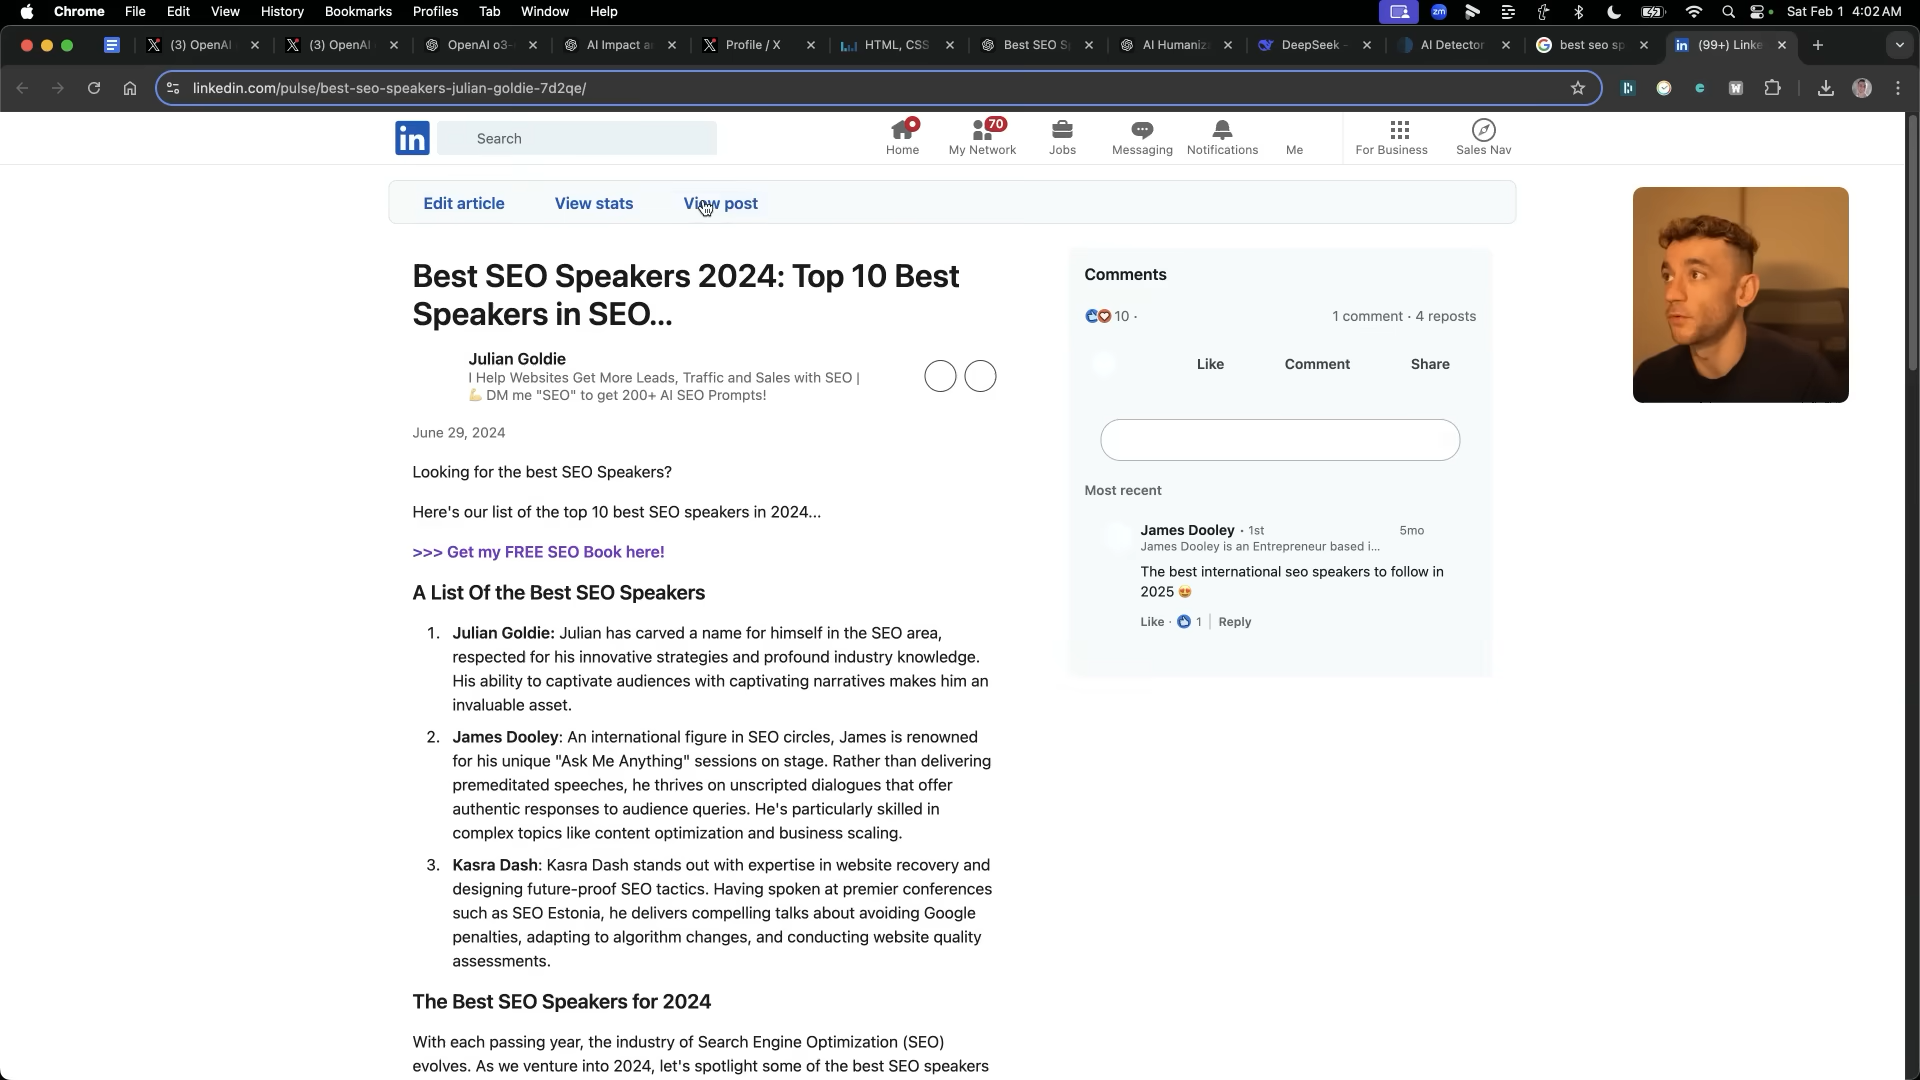 Chrome File Edit View History Bookmarks Profiles Tab Window Help
zm
Sat Feb 1 4:02 AM
(3) OpenAI
(3) OpenAI
OpenAI o3-
AI Impact a
Profile / X
HTML, CSS
Best SEO S
AI Humaniz
DeepSeek -
AI Detector
best seo sp
in (99+) Linke
linkedin.com/pulse/best-seo-speakers-julian-goldie-7d2qe/
in
Search
Home
70
My Network
Jobs
Messaging
Notifications
Me
For Business
Sales Nav
Edit article
View stats
View post
Best SEO Speakers 2024: Top 10 Best
Speakers in SEO...
Julian Goldie
I Help Websites Get More Leads, Traffic and Sales with SEO |
💪 DM me "SEO" to get 200+ AI SEO Prompts!
June 29, 2024
Looking for the best SEO Speakers?
Here's our list of the top 10 best SEO speakers in 2024...
>>> Get my FREE SEO Book here!
A List Of the Best SEO Speakers
1. Julian Goldie: Julian has carved a name for himself in the SEO area,
respected for his innovative strategies and profound industry knowledge.
His ability to captivate audiences with captivating narratives makes him an
invaluable asset.
2. James Dooley: An international figure in SEO circles, James is renowned
for his unique "Ask Me Anything" sessions on stage. Rather than delivering
premeditated speeches, he thrives on unscripted dialogues that offer
authentic responses to audience queries. He's particularly skilled in
complex topics like content optimization and business scaling.
3. Kasra Dash: Kasra Dash stands out with expertise in website recovery and
designing future-proof SEO tactics. Having spoken at premier conferences
such as SEO Estonia, he delivers compelling talks about avoiding Google
penalties, adapting to algorithm changes, and conducting website quality
assessments.
The Best SEO Speakers for 2024
With each passing year, the industry of Search Engine Optimization (SEO)
evolves. As we venture into 2024, let's spotlight some of the best SEO speakers
Comments
10 ·
1 comment · 4 reposts
Like
Comment
Share
Most recent
James Dooley · 1st
5mo
James Dooley is an Entrepreneur based i...
The best international seo speakers to follow in
2025 😍
Like · 1 | Reply